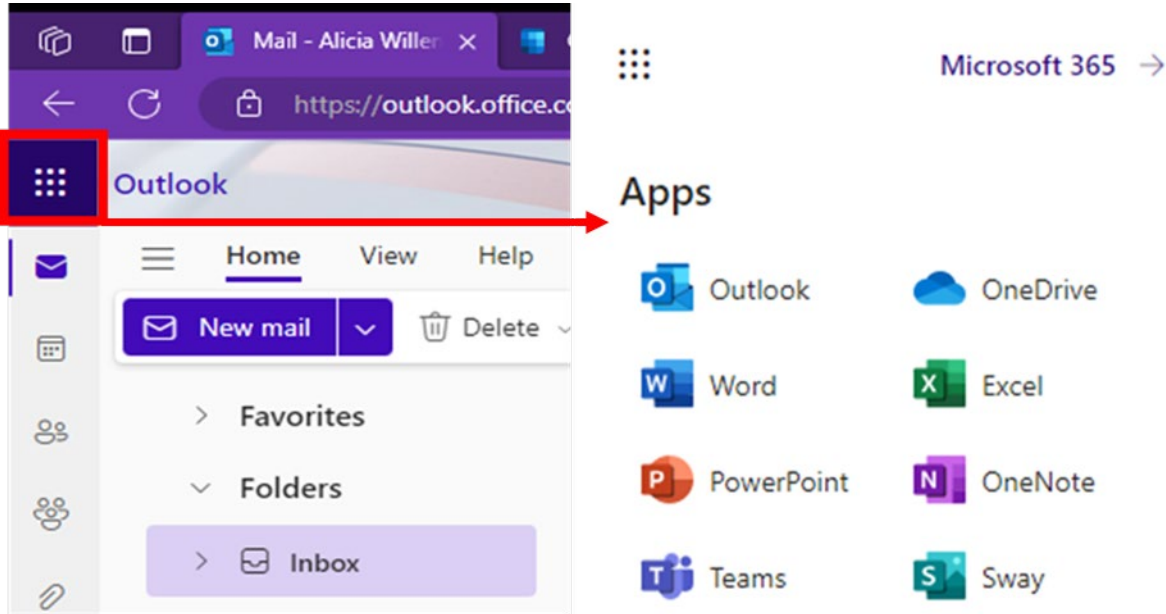 Mail - Alicia Willen
https://outlook.office.co
Outlook
Home View Help
New mail Delete
Favorites
Folders
Inbox
Microsoft 365
Apps
Outlook OneDrive
Word Excel
PowerPoint OneNote
Teams Sway